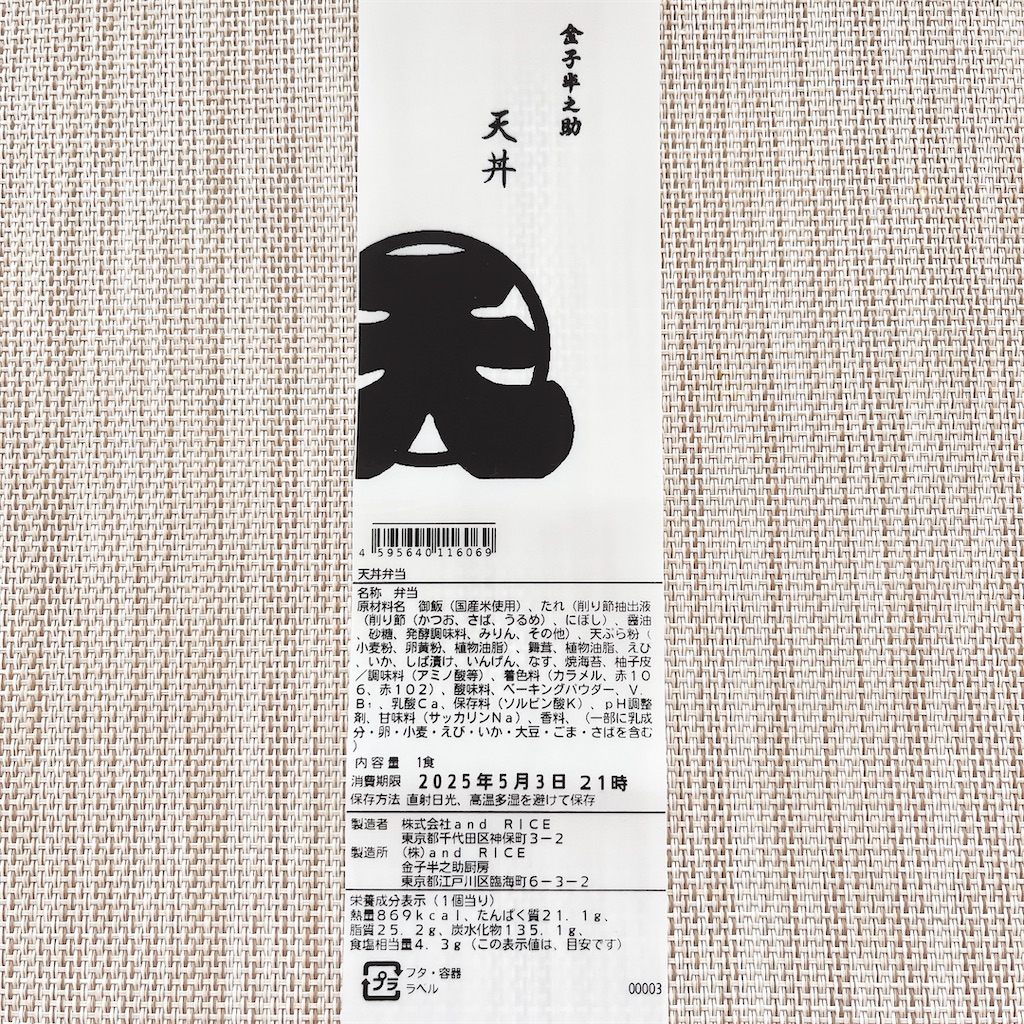 金子半之助
天丼
4 595640 116069
天丼弁当
名称　弁当
原材料名　御飯（国産米使用）、たれ（削り節抽出液
（削り節（かつお、さば、うるめ）、にぼし）、醤油
、砂糖、発酵調味料、みりん、その他）、天ぷら粉（
小麦粉、卵黄粉、植物油脂）、舞茸、植物油脂、えび
、いか、しば漬け、いんげん、なす、焼海苔、柚子皮
／調味料（アミノ酸等）、着色料（カラメル、赤１０
６、赤１０２）、酸味料、ベーキングパウダー、Ｖ．
Ｂ₁、乳酸Ｃａ、保存料（ソルビン酸Ｋ）、ｐＨ調整
剤、甘味料（サッカリンＮａ）、香料、（一部に乳成
分・卵・小麦・えび・いか・大豆・ごま・さばを含む
）
内容量　1食
消費期限　2025年5月3日 21時
保存方法 直射日光、高温多湿を避けて保存
製造者　株式会社ａｎｄ　ＲＩＣＥ
東京都千代田区神保町３－２
製造所　（株）ａｎｄ　ＲＩＣＥ
金子半之助厨房
東京都江戸川区臨海町６－３－２
栄養成分表示（１個当り）
熱量８６９ｋｃａｌ、たんぱく質２１．１ｇ、
脂質２５．２ｇ、炭水化物１３５．１ｇ、
食塩相当量４．３ｇ（この表示値は、目安です）
プラ フタ・容器
ラベル
00003